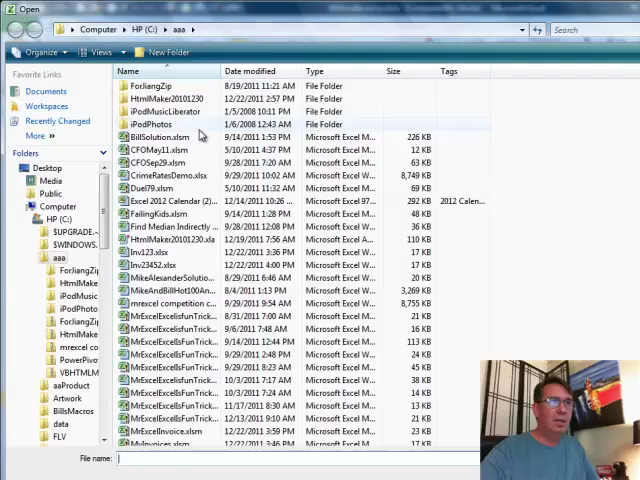 Open
Computer ▸ HP (C:) ▸ aaa ▸
Search
Organize Views New Folder
Favorite Links
Documents
Workspaces
Recently Changed
More »
Folders
Desktop
Media
Public
Computer
HP (C:)
$UPGRADE.~
$WINDOWS.
aaa
ForJiang
HtmlMake
iPodMusi
iPodPhoto
ForJiangZip
HtmlMake
mrexcel co
PowerPivo
VBHTMLM
aaProduct
Artwork
BillsMacros
data
FLV
Name Date modified Type Size Tags
ForJiangZip 8/19/2011 11:21 AM File Folder
HtmlMaker20101230 12/22/2011 2:57 PM File Folder
iPodMusicLiberator 1/5/2008 10:11 PM File Folder
iPodPhotos 1/6/2008 12:43 AM File Folder
BillSolution.xlsm 9/14/2011 1:53 PM Microsoft Excel M... 226 KB
CFOMay11.xlsm 5/10/2011 4:37 PM Microsoft Excel M... 12 KB
CFOSep29.xlsm 9/28/2011 7:20 AM Microsoft Excel M... 63 KB
CrimeRatesDemo.xlsx 9/29/2011 10:02 AM Microsoft Excel W... 8,749 KB
Duel79.xlsm 5/10/2011 11:32 AM Microsoft Excel M... 69 KB
Excel 2012 Calendar (2)... 12/14/2011 10:26 ... Microsoft Excel 97... 292 KB 2012 Calen...
FailingKids.xlsm 9/14/2011 1:28 PM Microsoft Excel M... 48 KB
Find Median Indirectly ... 9/28/2011 12:08 PM Microsoft Excel W... 36 KB
HtmlMaker20101230.xla 12/19/2011 7:56 AM Microsoft Excel A... 110 KB
Inv123.xlsx 12/22/2011 3:36 PM Microsoft Excel W... 17 KB
Inv23452.xlsx 12/22/2011 4:00 PM Microsoft Excel W... 17 KB
MikeAlexanderSolutio... 8/29/2011 6:46 AM Microsoft Excel M... 20 KB
MikeAndBillHot100An... 8/4/2011 1:13 PM Microsoft Excel M... 3,269 KB
mrexcel competition c... 9/29/2011 9:54 AM Microsoft Excel W... 8,755 KB
MrExcelExcelisfunTrick... 8/31/2011 7:00 AM Microsoft Excel M... 21 KB
MrExcelExcelIsFunTrick... 9/6/2011 7:48 AM Microsoft Excel M... 16 KB
MrExcelExcelIsFunTrick... 9/14/2011 12:44 PM Microsoft Excel M... 113 KB
MrExcelExcelIsFunTrick... 9/29/2011 2:48 PM Microsoft Excel M... 24 KB
MrExcelExcelIsFunTrick... 9/29/2011 8:23 AM Microsoft Excel M... 45 KB
MrExcelExcelIsFunTrick... 10/3/2011 7:17 AM Microsoft Excel M... 38 KB
MrExcelExcelIsFunTrick... 10/3/2011 7:24 AM Microsoft Excel M... 14 KB
MrExcelExcelIsFunTrick... 11/17/2011 8:30 AM Microsoft Excel M... 13 KB
MrExcelExcelIsFunTrick... 12/13/2011 9:10 AM Microsoft Excel M... 21 KB
MrExcelInvoice.xlsm 12/22/2011 3:59 PM Microsoft Excel M... 17 KB
MyInvoices.xlsm 12/22/2011 3:46 PM Microsoft Excel M...
File name: